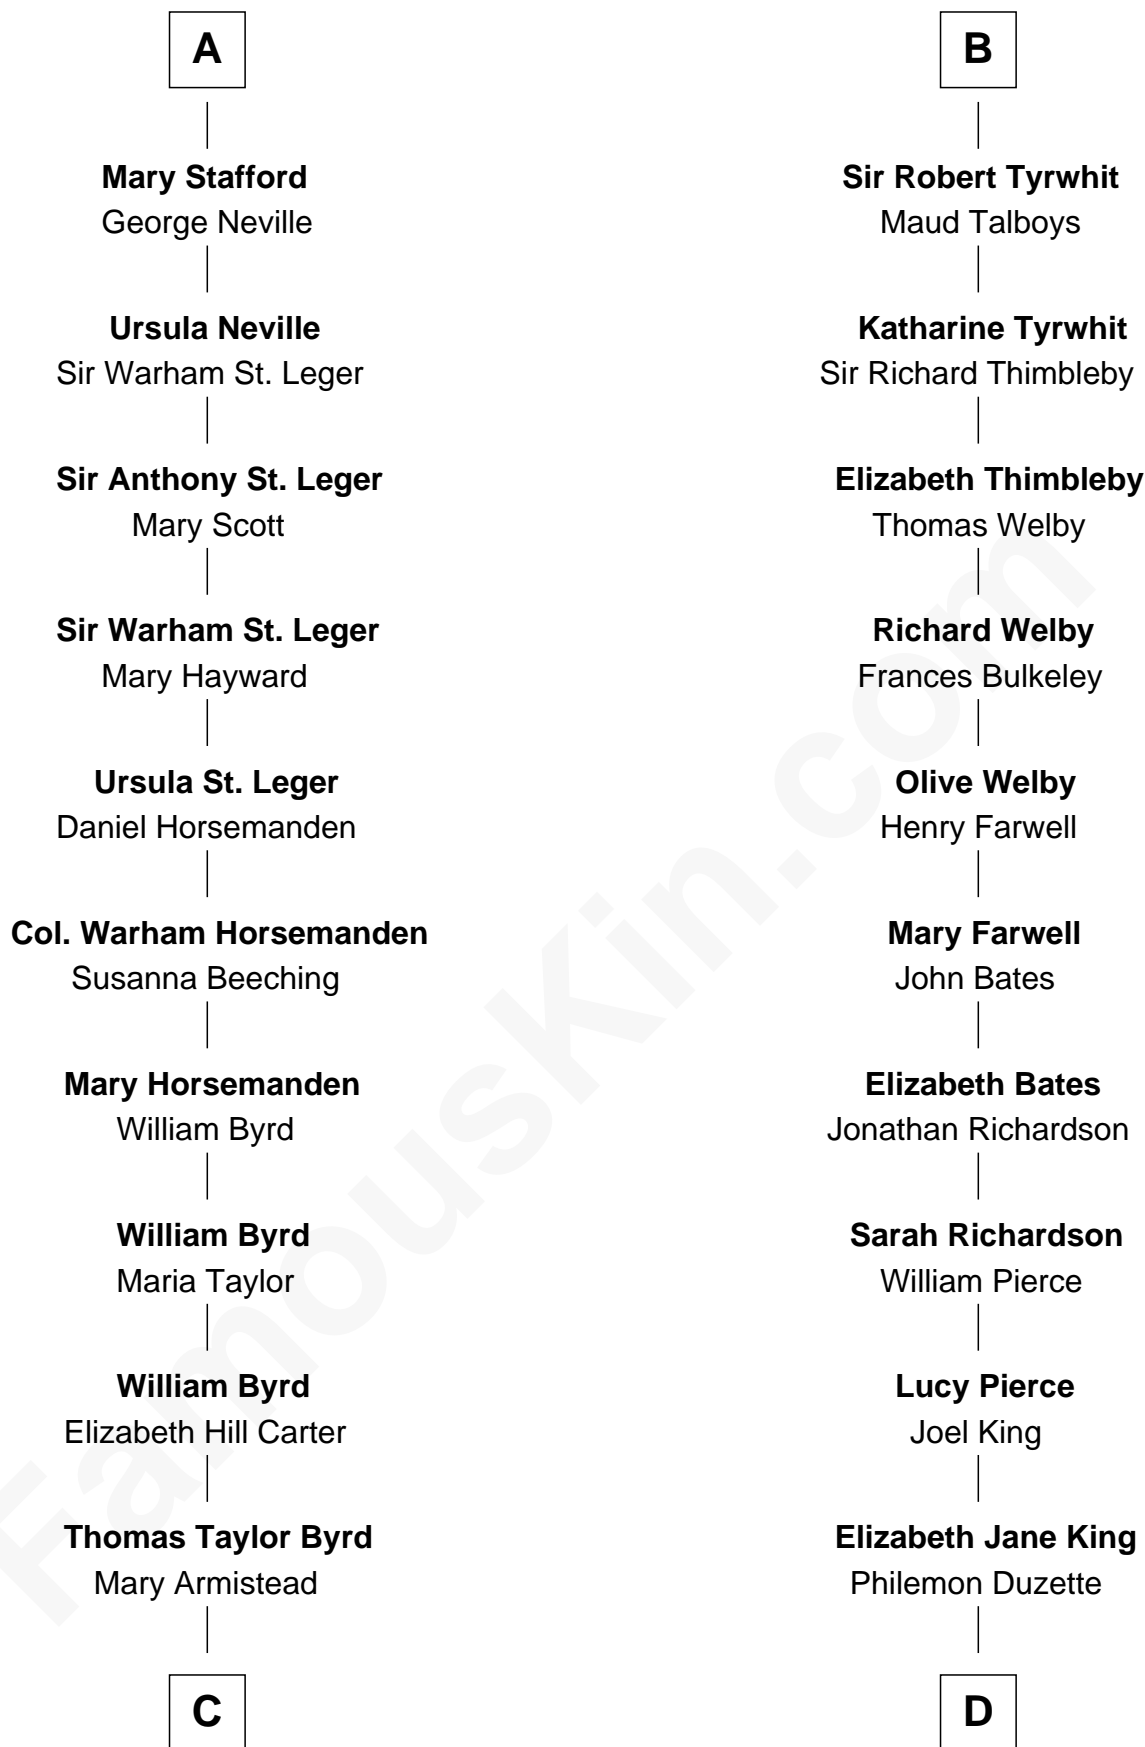 A
Mary Stafford
George Neville
Ursula Neville
Sir Warham St. Leger
Sir Anthony St. Leger
Mary Scott
Sir Warham St. Leger
Mary Hayward
Ursula St. Leger
Daniel Horsemanden
Col. Warham Horsemanden
Susanna Beeching
Mary Horsemanden
William Byrd
William Byrd
Maria Taylor
William Byrd
Elizabeth Hill Carter
Thomas Taylor Byrd
Mary Armistead
C
B
Sir Robert Tyrwhit
Maud Talboys
Katharine Tyrwhit
Sir Richard Thimbleby
Elizabeth Thimbleby
Thomas Welby
Richard Welby
Frances Bulkeley
Olive Welby
Henry Farwell
Mary Farwell
John Bates
Elizabeth Bates
Jonathan Richardson
Sarah Richardson
William Pierce
Lucy Pierce
Joel King
Elizabeth Jane King
Philemon Duzette
D
FamousKin.com